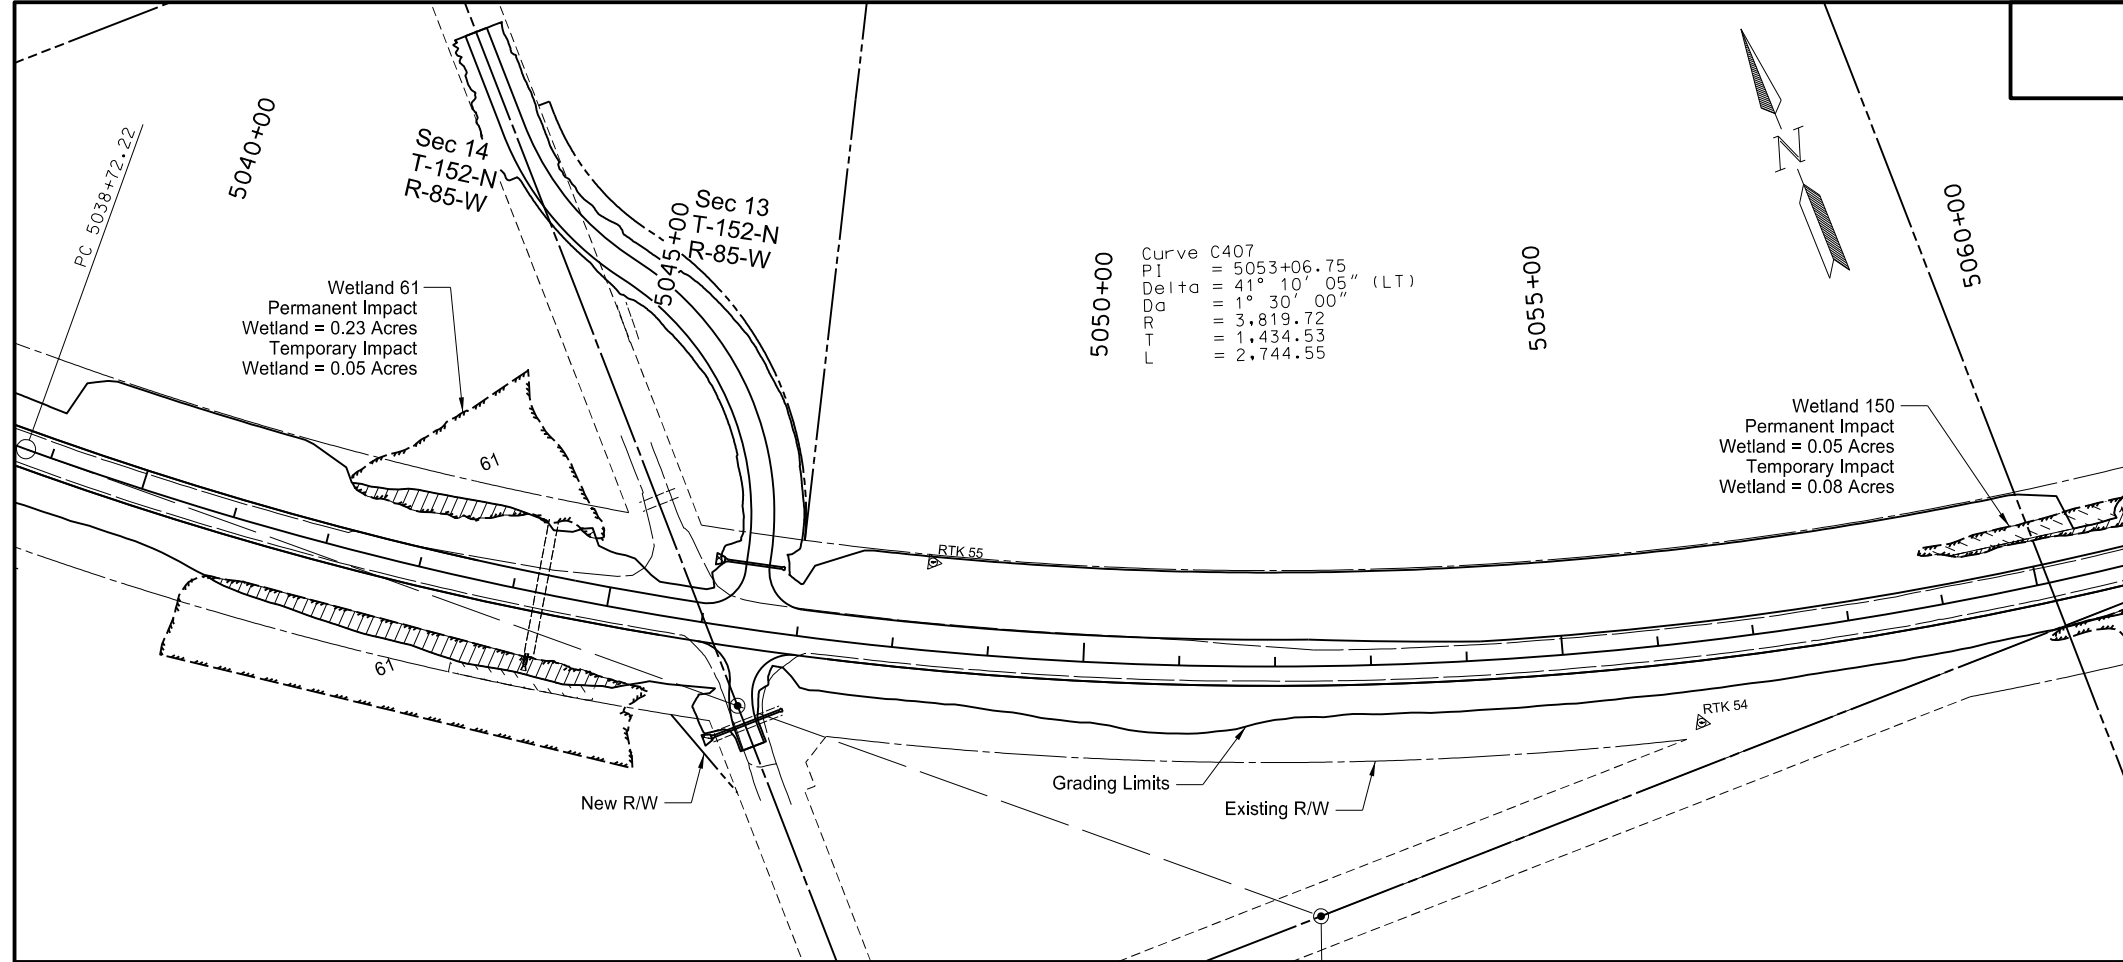 PC 5038+72.22
5040+00
Sec 14
T-152-N
R-85-W
5045+00
Sec 13
T-152-N
R-85-W
Wetland 61
Permanent Impact
Wetland = 0.23 Acres
Temporary Impact
Wetland = 0.05 Acres
61
61
5050+00
Curve C407
PI = 5053+06.75
Delta = 41° 10' 05" (LT)
Da = 1° 30' 00"
R = 3,819.72
T = 1,434.53
L = 2,744.55
5055+00
N
5060+00
Wetland 150
Permanent Impact
Wetland = 0.05 Acres
Temporary Impact
Wetland = 0.08 Acres
RTK 55
RTK 54
New R/W
Grading Limits
Existing R/W